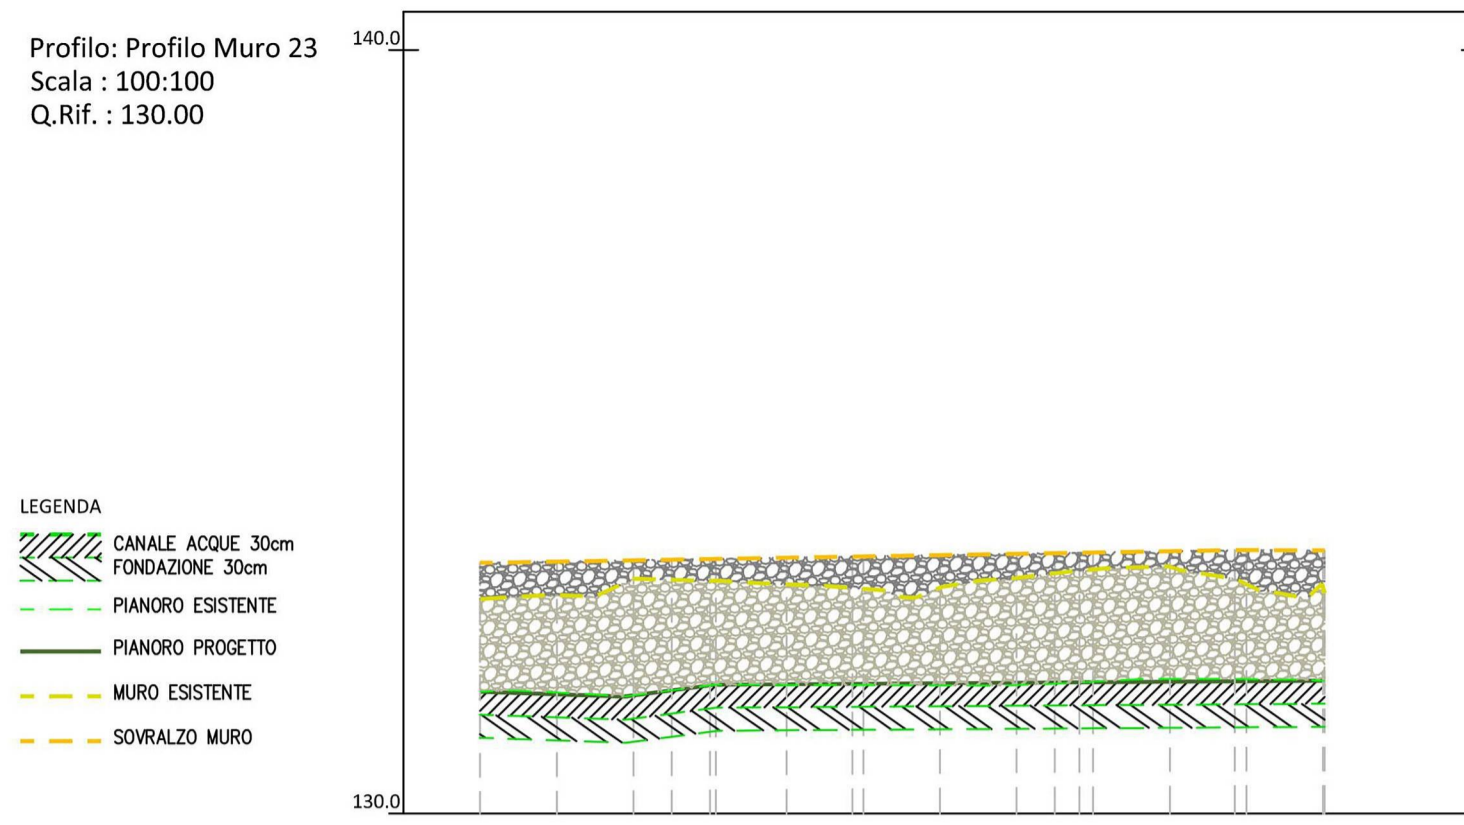 Profilo: Profilo Muro 23
Scala : 100:100
Q.Rif. : 130.00
140.0
LEGENDA
CANALE ACQUE 30cm
FONDAZIONE 30cm
PIANORO ESISTENTE
PIANORO PROGETTO
MURO ESISTENTE
SOVRALZO MURO
130.0